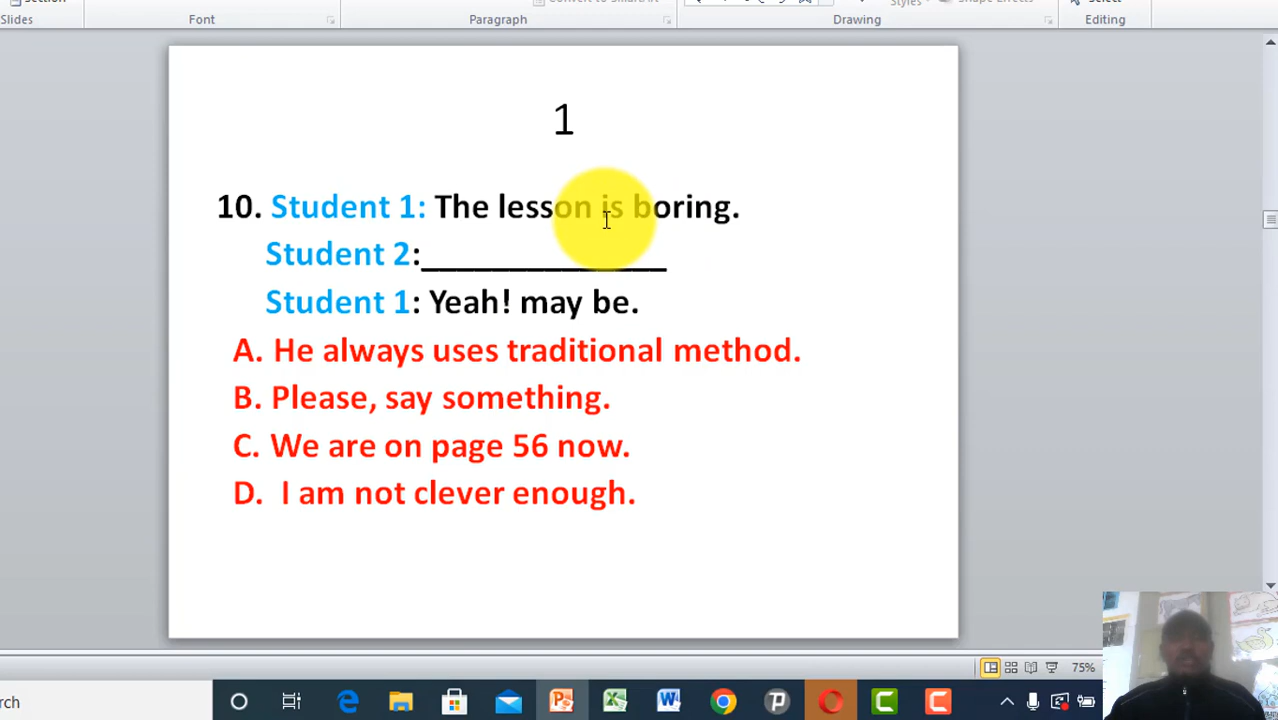 Slides
Font
Paragraph
Drawing
Editing
1
10. Student 1: The lesson is boring.
Student 2:______________
Student 1: Yeah! may be.
A. He always uses traditional method.
B. Please, say something.
C. We are on page 56 now.
D. I am not clever enough.
75%
rch